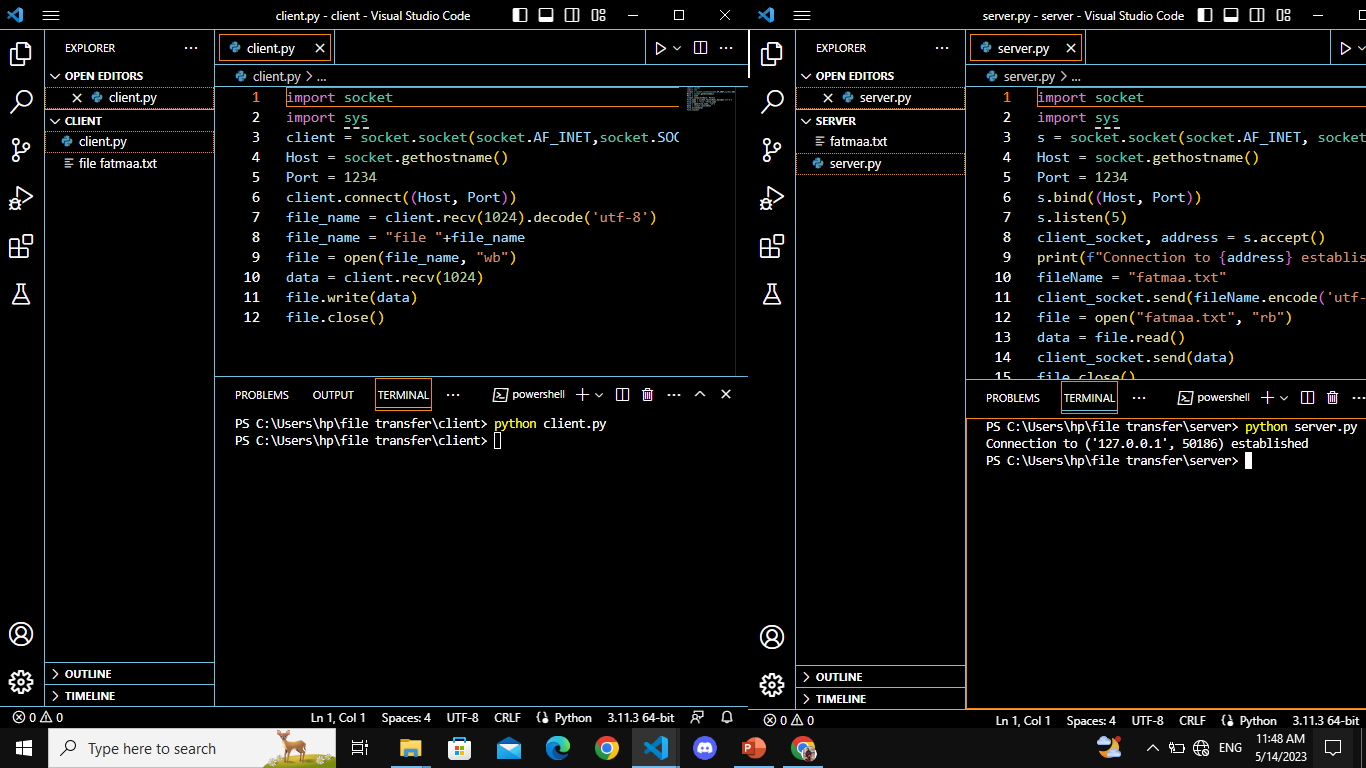 client.py - client - Visual Studio Code
EXPLORER
OPEN EDITORS
client.py
CLIENT
client.py
file fatmaa.txt
OUTLINE
TIMELINE
client.py
client.py > ...
1 import socket
2 import sys
3 client = socket.socket(socket.AF_INET,socket.SOC
4 Host = socket.gethostname()
5 Port = 1234
6 client.connect((Host, Port))
7 file_name = client.recv(1024).decode('utf-8')
8 file_name = "file "+file_name
9 file = open(file_name, "wb")
10 data = client.recv(1024)
11 file.write(data)
12 file.close()
PROBLEMS OUTPUT TERMINAL ... powershell
PS C:\Users\hp\file transfer\client> python client.py
PS C:\Users\hp\file transfer\client>
0 0 Ln 1, Col 1 Spaces: 4 UTF-8 CRLF Python 3.11.3 64-bit
server.py - server - Visual Studio Code
EXPLORER
OPEN EDITORS
server.py
SERVER
fatmaa.txt
server.py
OUTLINE
TIMELINE
server.py
server.py > ...
1 import socket
2 import sys
3 s = socket.socket(socket.AF_INET, socket
4 Host = socket.gethostname()
5 Port = 1234
6 s.bind((Host, Port))
7 s.listen(5)
8 client_socket, address = s.accept()
9 print(f"Connection to {address} establis
10 fileName = "fatmaa.txt"
11 client_socket.send(fileName.encode('utf-
12 file = open("fatmaa.txt", "rb")
13 data = file.read()
14 client_socket.send(data)
15 file.close()
PROBLEMS TERMINAL ... powershell
PS C:\Users\hp\file transfer\server> python server.py
Connection to ('127.0.0.1', 50186) established
PS C:\Users\hp\file transfer\server>
0 0 Ln 1, Col 1 Spaces: 4 UTF-8 CRLF Python 3.11.3 64-bit
Type here to search
ENG
11:48 AM
5/14/2023